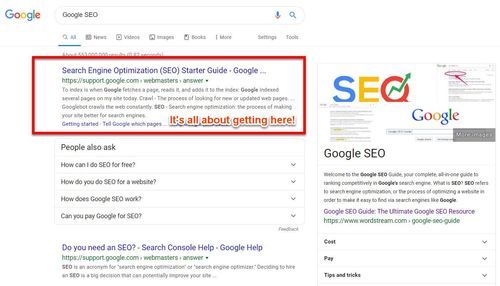 Google
Google SEO
All
Images
Books
News
Videos
More
Settings
Tools
About 553,000,000 results (0.82 seconds)
Search Engine Optimization (SEO) Starter Guide - Google ...
https://support.google.com › webmasters › answer
To index is when Google fetches a page, reads it, and adds it to the index: Google indexed
several pages on my site today. Crawl - The process of looking for new or updated web pages. ...
Googlebot crawls the web constantly. SEO - Search engine optimization: the process of making
your site better for search engines.
Getting started · Tell Google which pages ...
It's all about getting here!
People also ask
How can I do SEO for free?
How do you do SEO for a website?
How does Google SEO work?
Can you pay Google for SEO?
Feedback
Do you need an SEO? - Search Console Help - Google Help
https://support.google.com › webmasters › answer
SEO is an acronym for "search engine optimization" or "search engine optimizer." Deciding to hire
an SEO is a big decision that can potentially improve your site ...
SEO
Google
More images
Google SEO
Welcome to the Google SEO Guide, your complete, all-in-one guide to
ranking competitively in Google's search engine. What is SEO? SEO
refers to search engine optimization, or the process of optimizing a website in
order to make it easy to find via search engines like Google.
Google SEO Guide: The Ultimate Google SEO Resource
https://www.wordstream.com › google-seo-guide
Cost
Pay
Tips and tricks